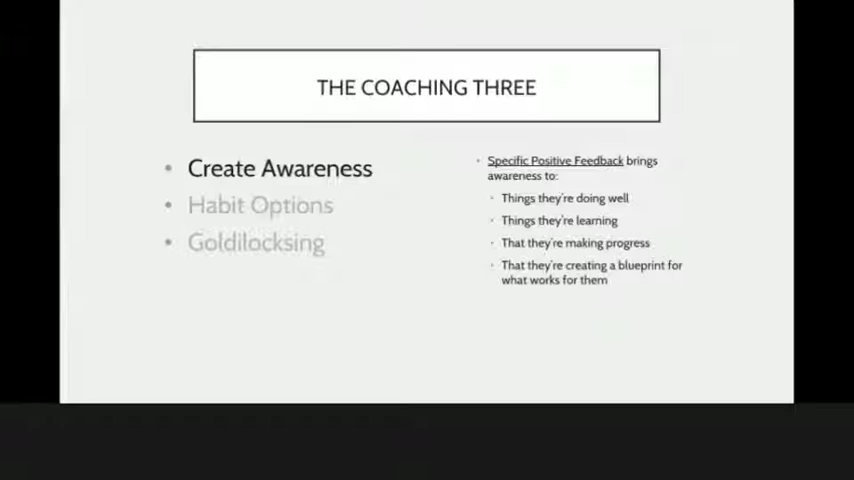 THE COACHING THREE
Create Awareness
Habit Options
Goldilocksing
Specific Positive Feedback brings
awareness to:
Things they're doing well
Things they're learning
That they're making progress
That they're creating a blueprint for
what works for them